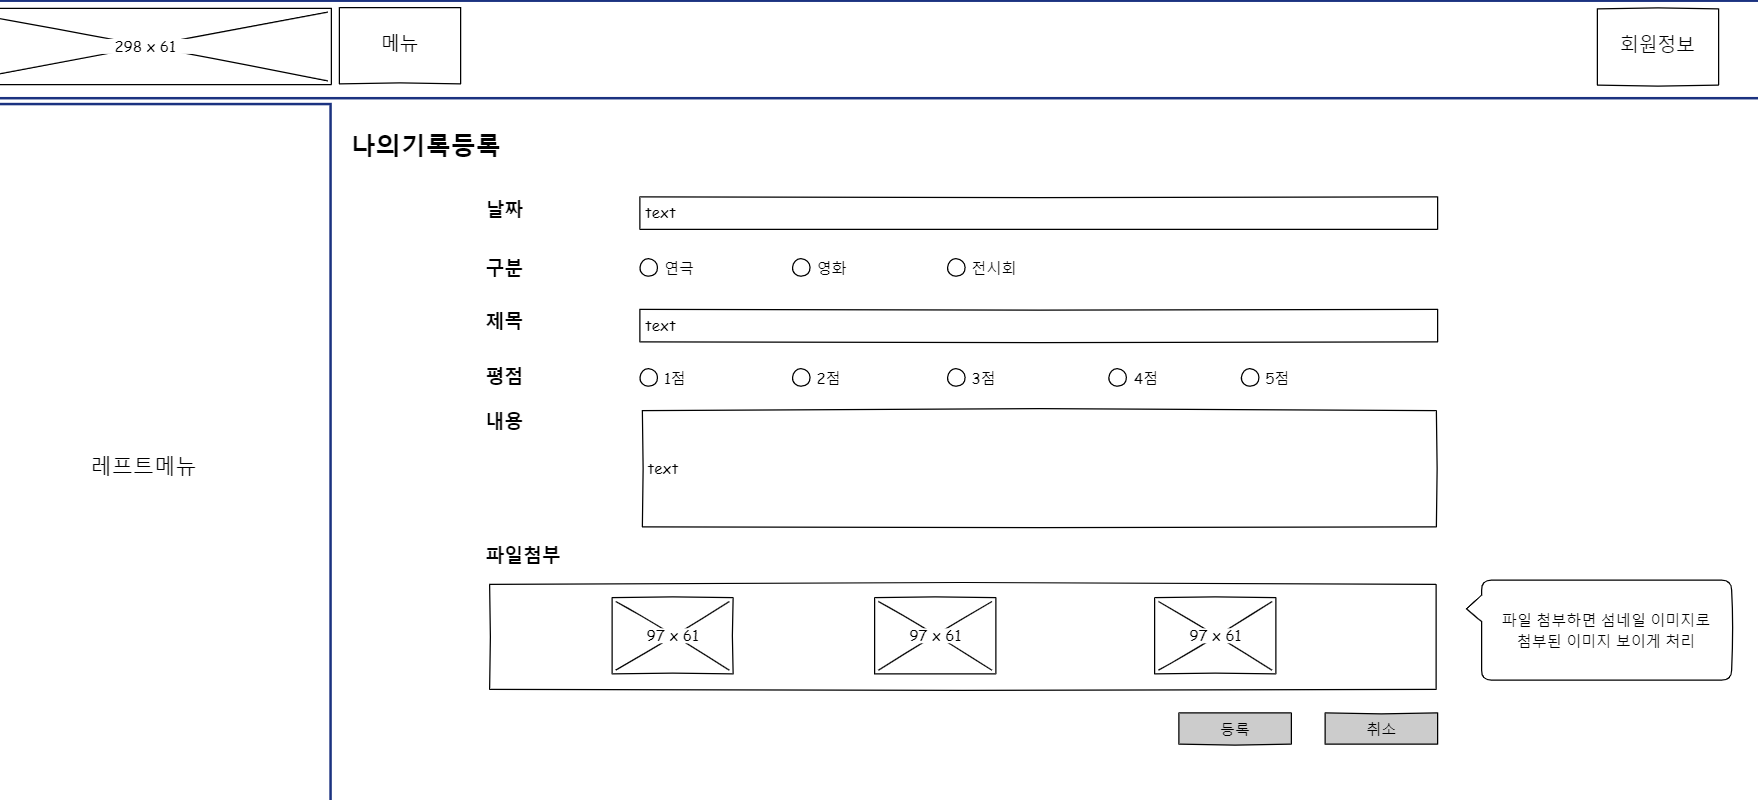 298 x 61
메뉴
회원정보
레프트메뉴
나의기록등록
날짜
text
구분
연극
영화
전시회
제목
text
평점
1점
2점
3점
4점
5점
내용
text
파일첨부
97 x 61
97 x 61
97 x 61
파일 첨부하면 섬네일 이미지로
첨부된 이미지 보이게 처리
등록
취소